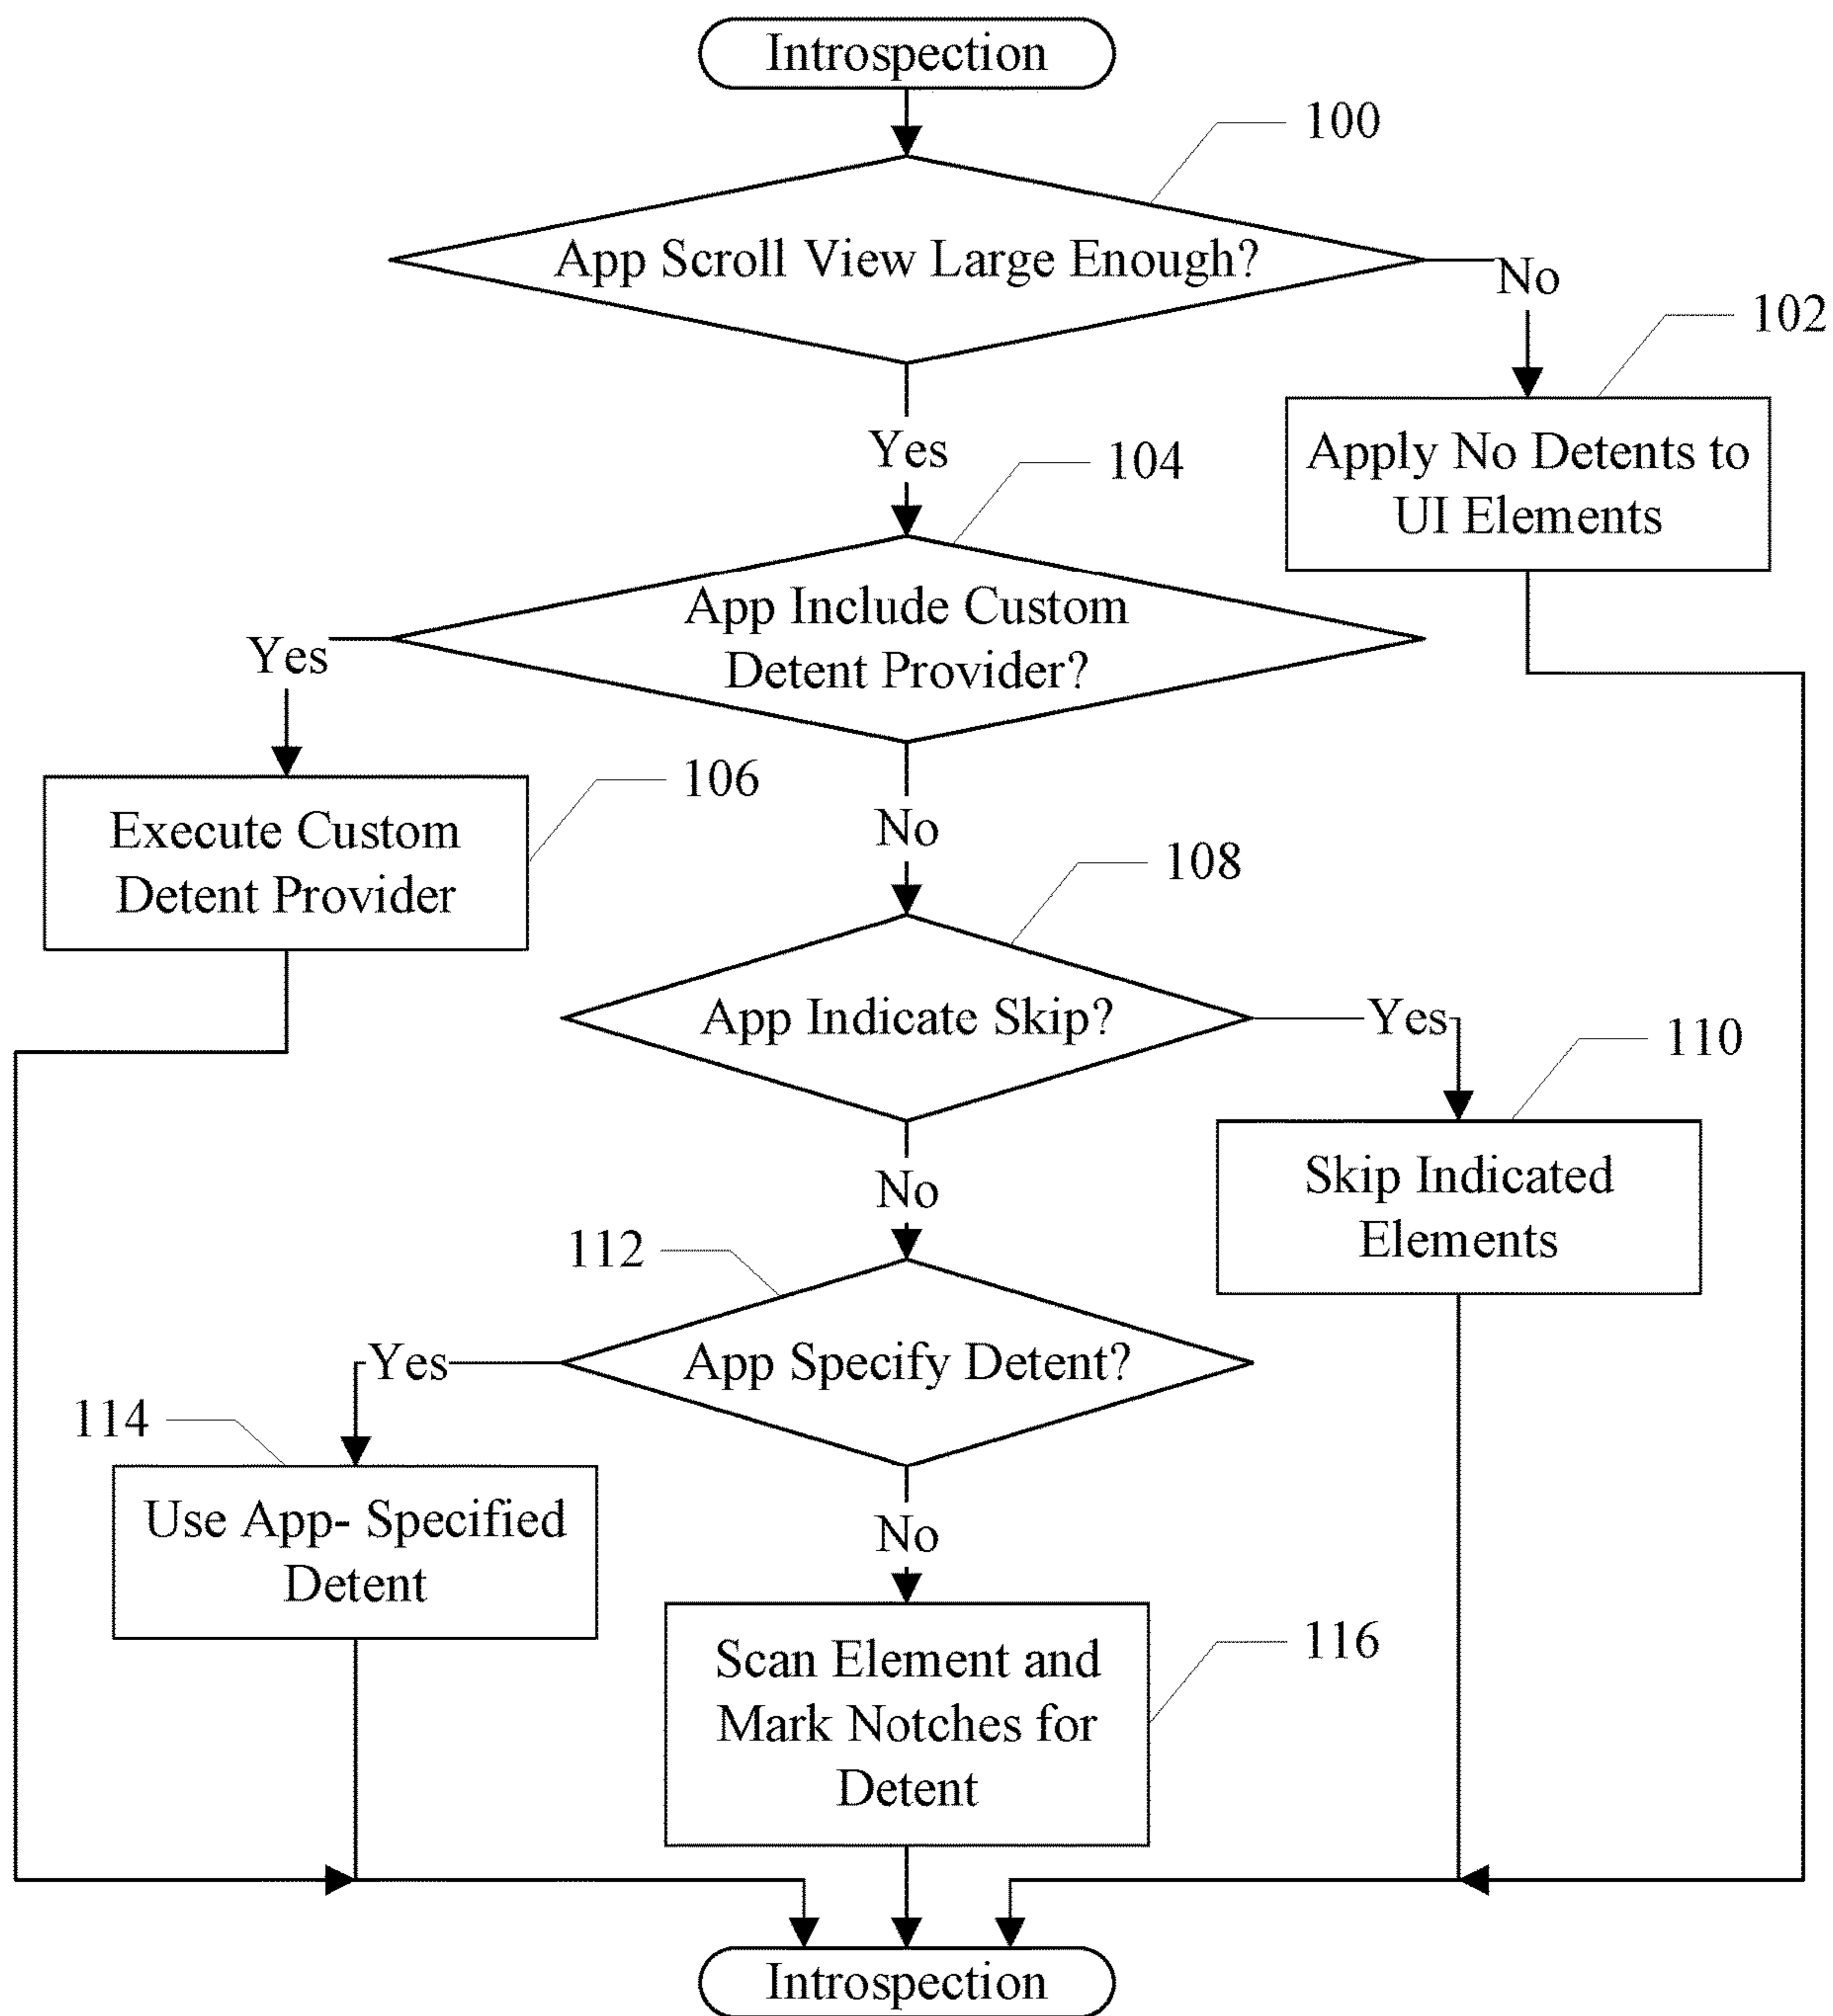 Introspection
100
App Scroll View Large Enough?
No
102
Yes
104
Apply No Detents to
UI Elements
App Include Custom
Detent Provider?
Yes
106
Execute Custom
Detent Provider
No
108
App Indicate Skip?
Yes
110
Skip Indicated
Elements
No
112
App Specify Detent?
Yes
114
Use App- Specified
Detent
No
116
Scan Element and
Mark Notches for
Detent
Introspection